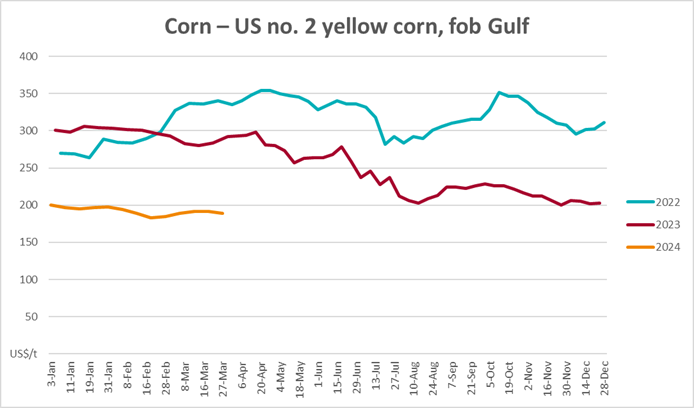 Corn – US no. 2 yellow corn, fob Gulf
400
350
300
250
200
150
100
50
US$/t
3-Jan
11-Jan
19-Jan
31-Jan
8-Feb
16-Feb
28-Feb
8-Mar
16-Mar
27-Mar
6-Apr
20-Apr
4-May
18-May
1-Jun
15-Jun
29-Jun
13-Jul
27-Jul
10-Aug
24-Aug
7-Sep
21-Sep
5-Oct
19-Oct
2-Nov
16-Nov
30-Nov
14-Dec
28-Dec
2022
2023
2024